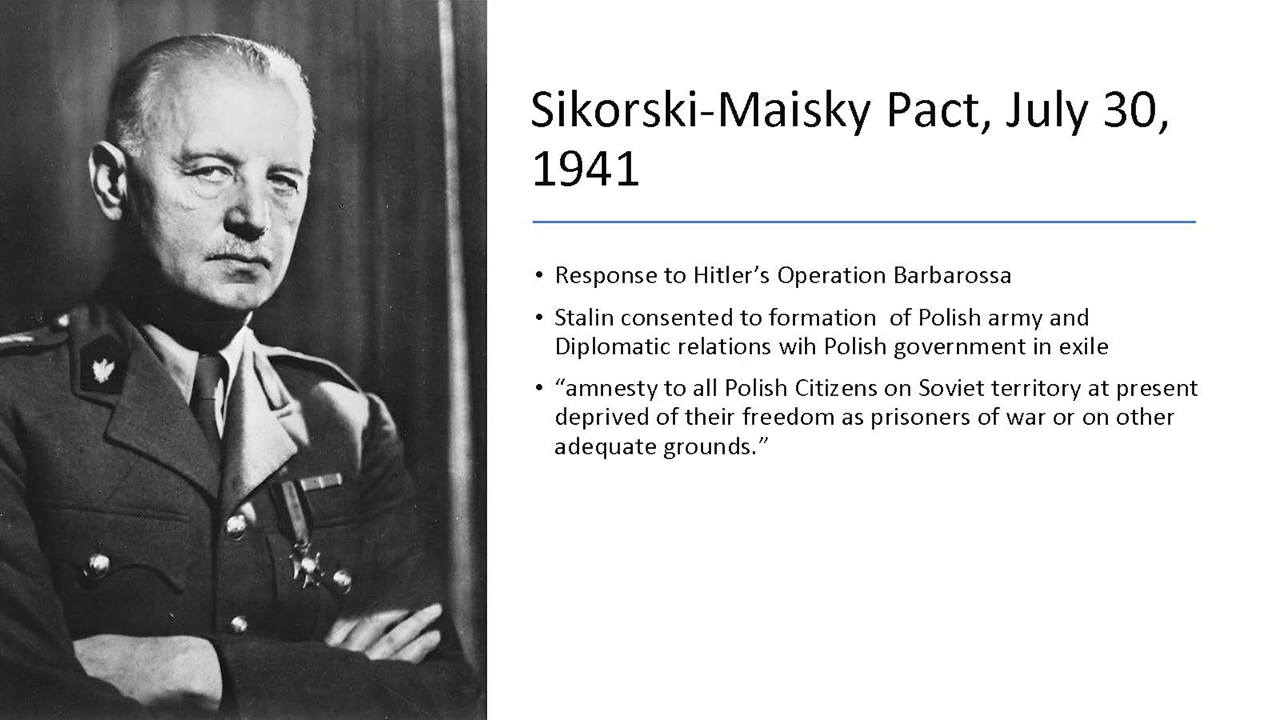 Sikorski-Maisky Pact, July 30,
1941
• Response to Hitler’s Operation Barbarossa
• Stalin consented to formation  of Polish army and
Diplomatic relations wih Polish government in exile
• “amnesty to all Polish Citizens on Soviet territory at present
deprived of their freedom as prisoners of war or on other
adequate grounds.”